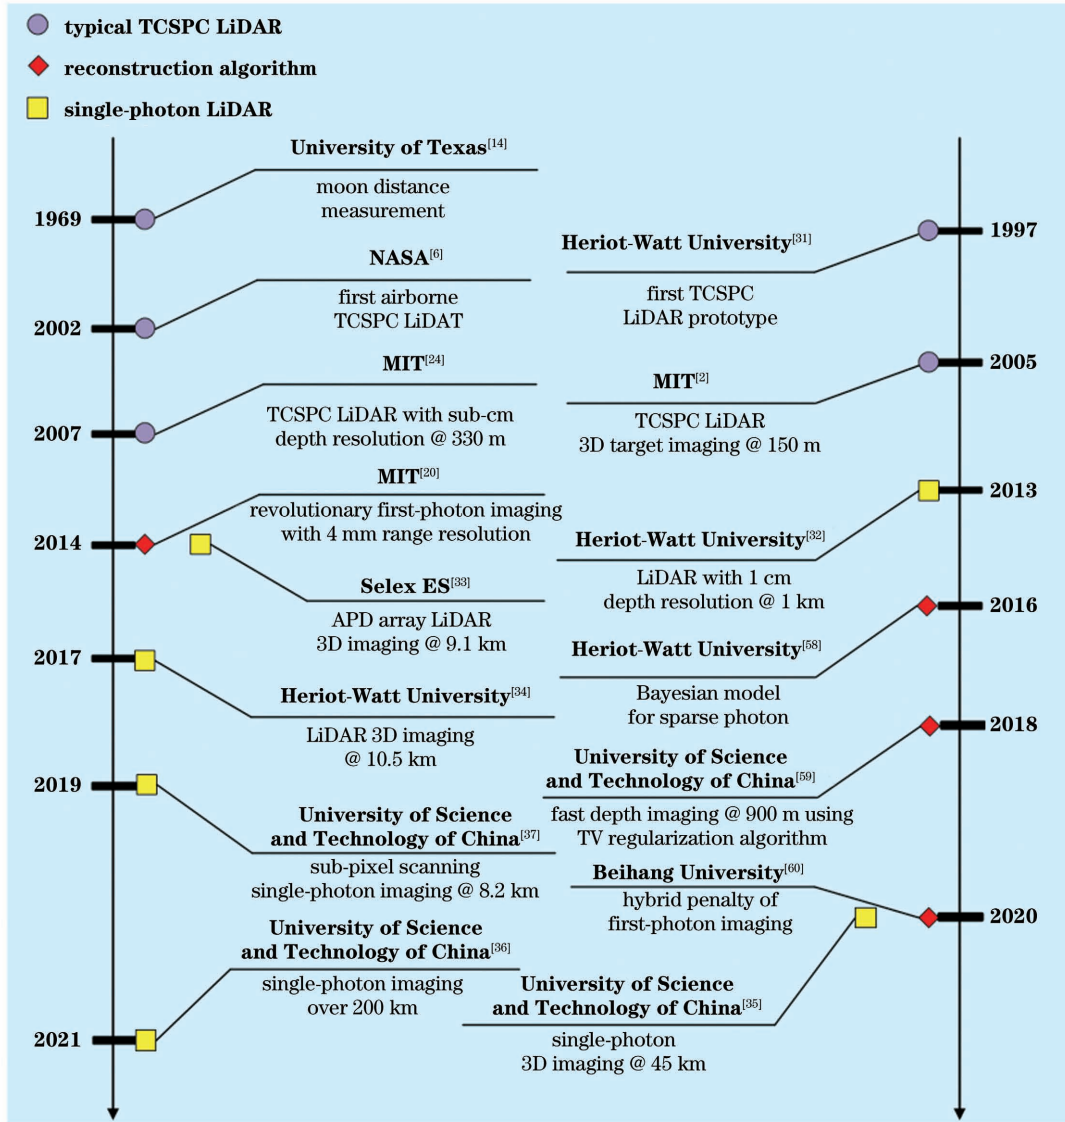 typical TCSPC LiDAR
reconstruction algorithm
single-photon LiDAR
1969
University of Texas[14]
moon distance
measurement
2002
NASA[6]
first airborne
TCSPC LiDAT
2007
MIT[24]
TCSPC LiDAR with sub-cm
depth resolution @ 330 m
2014
MIT[20]
revolutionary first-photon imaging
with 4 mm range resolution
Selex ES[33]
APD array LiDAR
3D imaging @ 9.1 km
2017
Heriot-Watt University[34]
LiDAR 3D imaging
@ 10.5 km
2019
University of Science
and Technology of China[37]
sub-pixel scanning
single-photon imaging @ 8.2 km
2021
University of Science
and Technology of China[36]
single-photon imaging
over 200 km
1997
Heriot-Watt University[31]
first TCSPC
LiDAR prototype
2005
MIT[2]
TCSPC LiDAR
3D target imaging @ 150 m
2013
Heriot-Watt University[32]
LiDAR with 1 cm
depth resolution @ 1 km
2016
Heriot-Watt University[58]
Bayesian model
for sparse photon
2018
University of Science
and Technology of China[59]
fast depth imaging @ 900 m using
TV regularization algorithm
2020
Beihang University[60]
hybrid penalty of
first-photon imaging
University of Science
and Technology of China[35]
single-photon
3D imaging @ 45 km